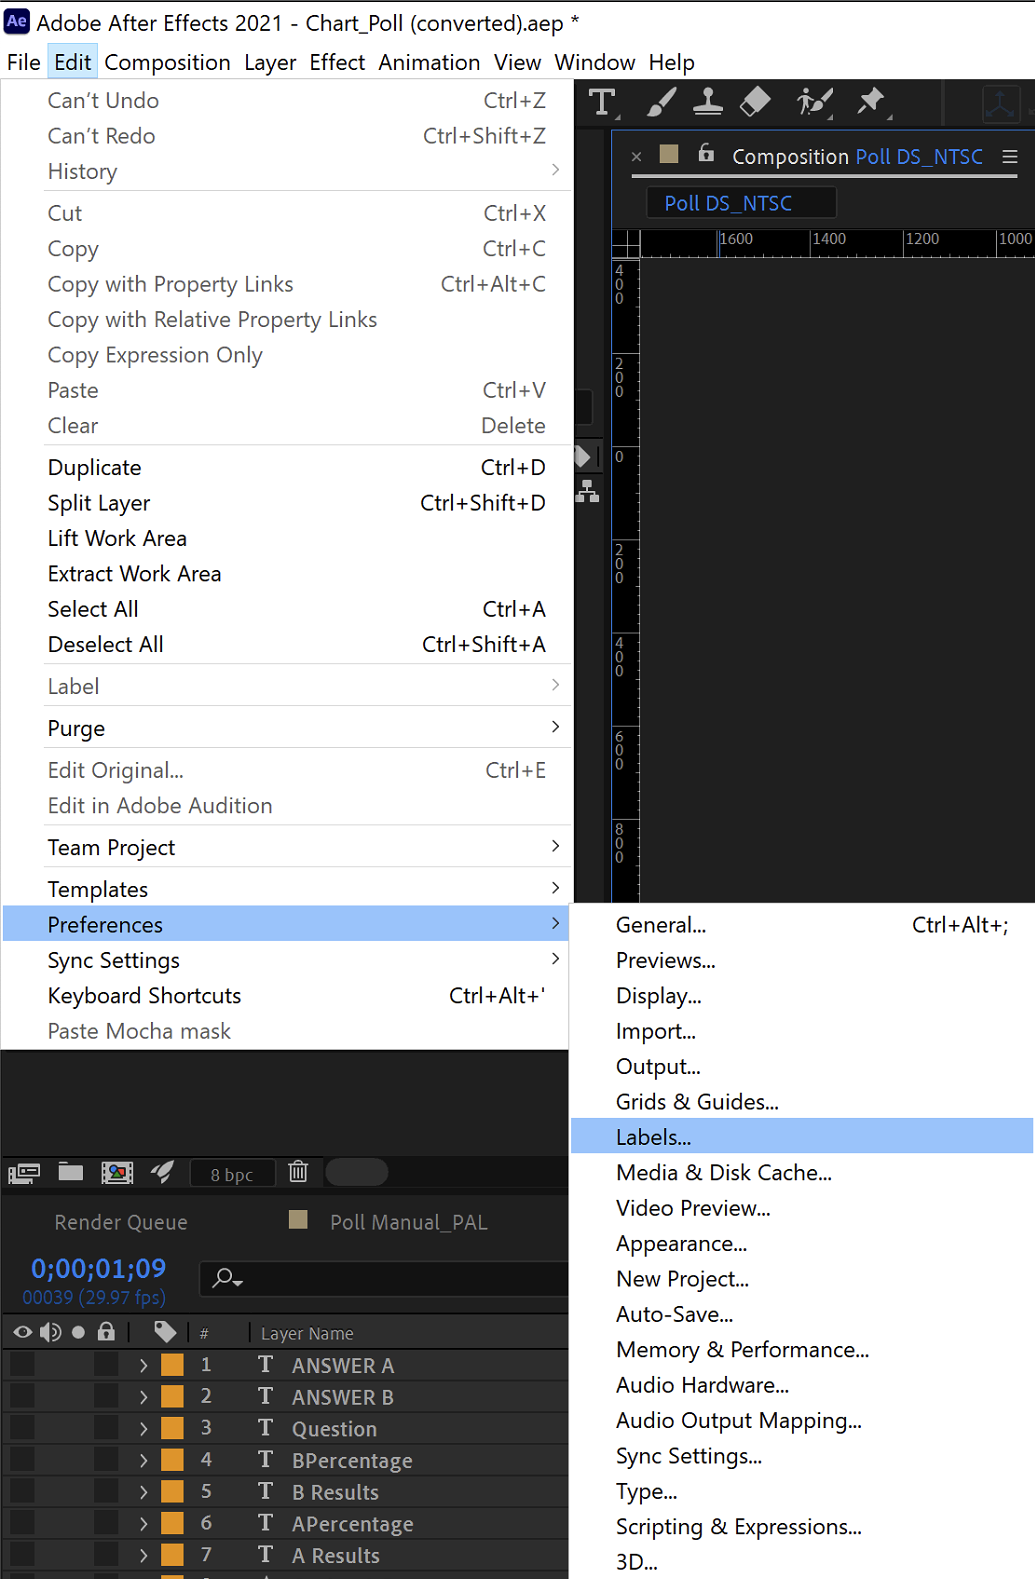 Ae Adobe After Effects 2021 - Chart_Poll (converted).aep *
File Edit Composition Layer Effect Animation View Window Help
Can't Undo Ctrl+Z
Can't Redo Ctrl+Shift+Z
History
Cut Ctrl+X
Copy Ctrl+C
Copy with Property Links Ctrl+Alt+C
Copy with Relative Property Links
Copy Expression Only
Paste Ctrl+V
Clear Delete
Duplicate Ctrl+D
Split Layer Ctrl+Shift+D
Lift Work Area
Extract Work Area
Select All Ctrl+A
Deselect All Ctrl+Shift+A
Label
Purge
Edit Original... Ctrl+E
Edit in Adobe Audition
Team Project
Templates
Preferences
Sync Settings
Keyboard Shortcuts Ctrl+Alt+'
Paste Mocha mask
Composition Poll DS_NTSC
Poll DS_NTSC
1600 1400 1200 1000
400
200
0
200
400
600
800
General... Ctrl+Alt+;
Previews...
Display...
Import...
Output...
Grids & Guides...
Labels...
Media & Disk Cache...
Video Preview...
Appearance...
New Project...
Auto-Save...
Memory & Performance...
Audio Hardware...
Audio Output Mapping...
Sync Settings...
Type...
Scripting & Expressions...
3D...
8 bpc
Render Queue Poll Manual_PAL
0;00;01;09
00039 (29.97 fps)
# Layer Name
1 T ANSWER A
2 T ANSWER B
3 T Question
4 T BPercentage
5 T B Results
6 T APercentage
7 T A Results